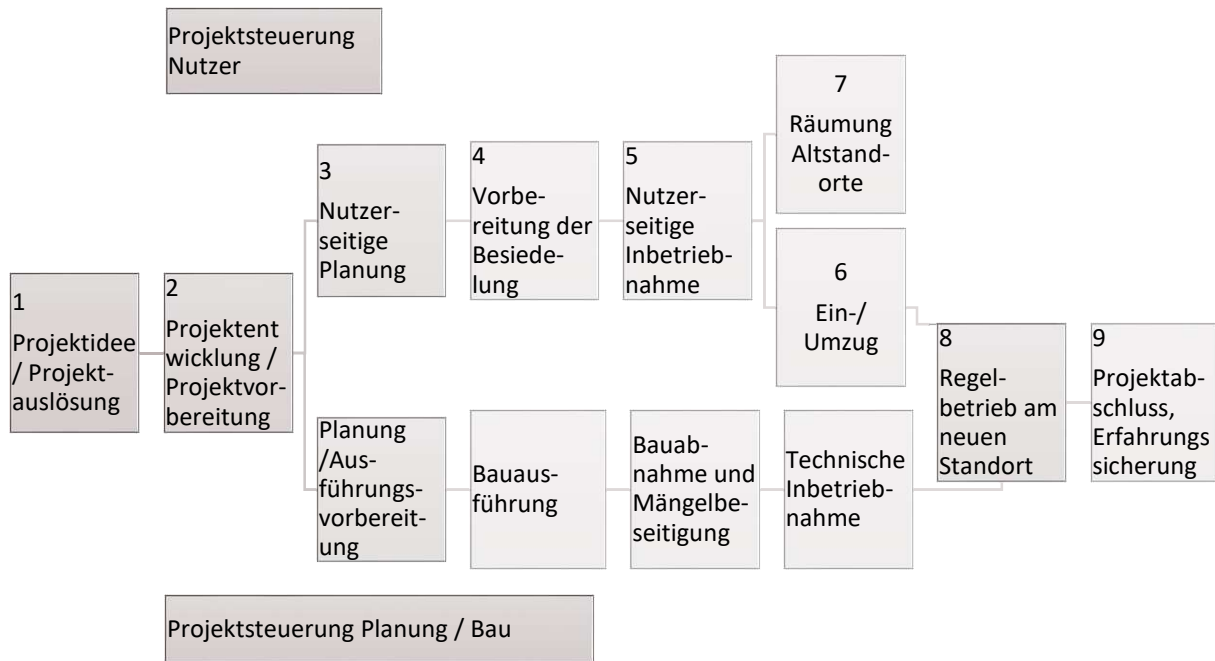 Projektsteuerung
Nutzer
1
Projektidee
/ Projekt-
auslösung
2
Projektent
wicklung /
Projektvor-
bereitung
3
Nutzer-
seitige
Planung
4
Vorbe-
reitung der
Besiede-
lung
5
Nutzer-
seitige
Inbetrieb-
nahme
7
Räumung
Altstand-
orte
6
Ein-/
Umzug
Planung
/Aus-
führungs-
vorbereit-
ung
Bauaus-
führung
Bauab-
nahme und
Mängelbe-
seitigung
Technische
Inbetrieb-
nahme
8
Regel-
betrieb am
neuen
Standort
9
Projektab-
schluss,
Erfahrungs
sicherung
Projektsteuerung Planung / Bau